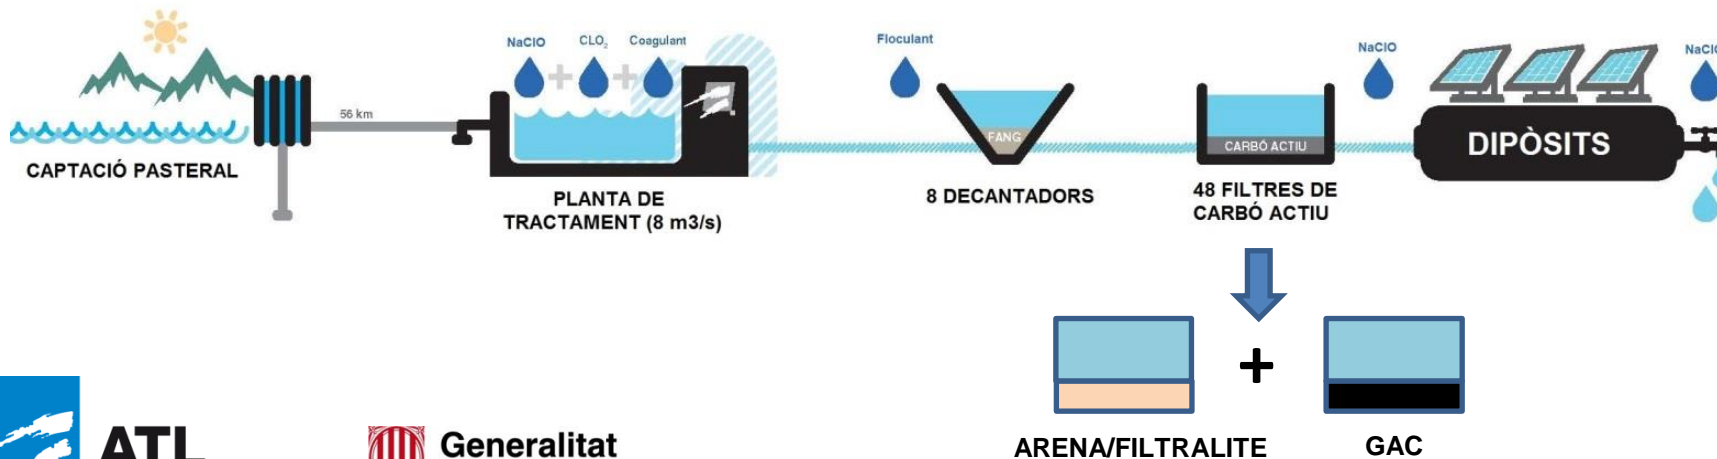 NaClO
CLO₂
Coagulant
56 km
CAPTACIÓ PASTERAL
PLANTA DE
TRACTAMENT (8 m3/s)
Floculant
FANG
8 DECANTADORS
CARBÓ ACTIU
48 FILTRES DE
CARBÓ ACTIU
NaClO
DIPÒSITS
NaClO
ARENA/FILTRALITE
GAC
ATL
Generalitat